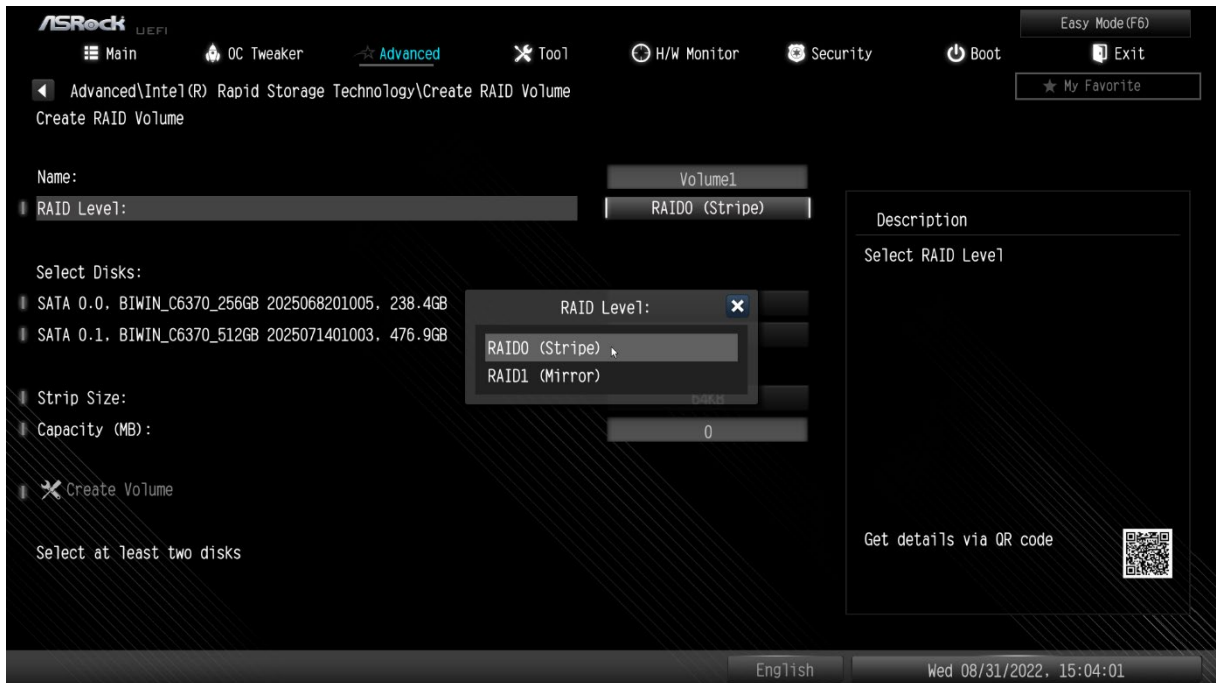 ASRock UEFI
Easy Mode(F6)
Main OC Tweaker Advanced Tool H/W Monitor Security Boot Exit
Advanced\Intel(R) Rapid Storage Technology\Create RAID Volume
My Favorite
Create RAID Volume
Name: Volume1
RAID Level: RAID0 (Stripe)
Description
Select RAID Level
Select Disks:
SATA 0.0, BIWIN_C6370_256GB 2025068201005, 238.4GB
SATA 0.1, BIWIN_C6370_512GB 2025071401003, 476.9GB
RAID Level:
RAID0 (Stripe)
RAID1 (Mirror)
Strip Size: 64KB
Capacity (MB): 0
Create Volume
Select at least two disks
Get details via QR code
English Wed 08/31/2022, 15:04:01